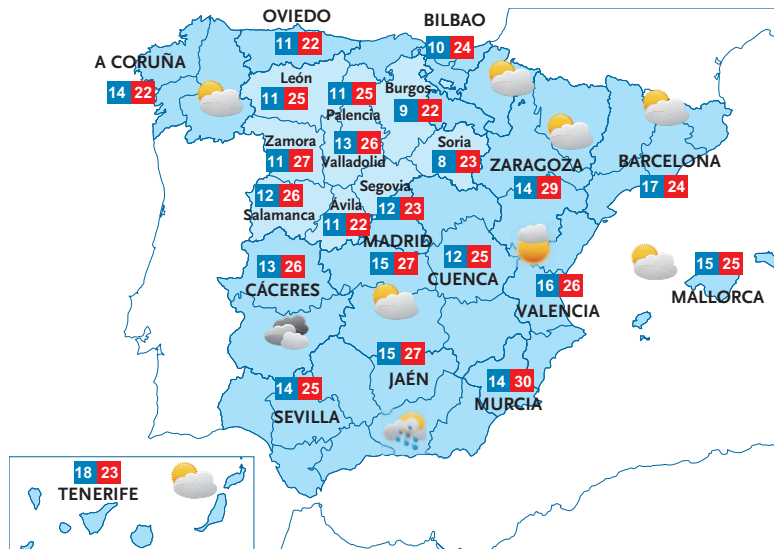 OVIEDO
11 22
BILBAO
10 24
A CORUÑA
14 22
León
11 25
11 25
Palencia
Burgos
9 22
Zamora
11 27
13 26
Valladolid
Soria
8 23
ZARAGOZA
14 29
BARCELONA
17 24
12 26
Salamanca
Ávila
11 22
Segovia
12 23
MADRID
15 27
12 25
CUENCA
13 26
CÁCERES
16 26
VALENCIA
15 25
MALLORCA
15 27
JAÉN
14 25
SEVILLA
14 30
MURCIA
18 23
TENERIFE